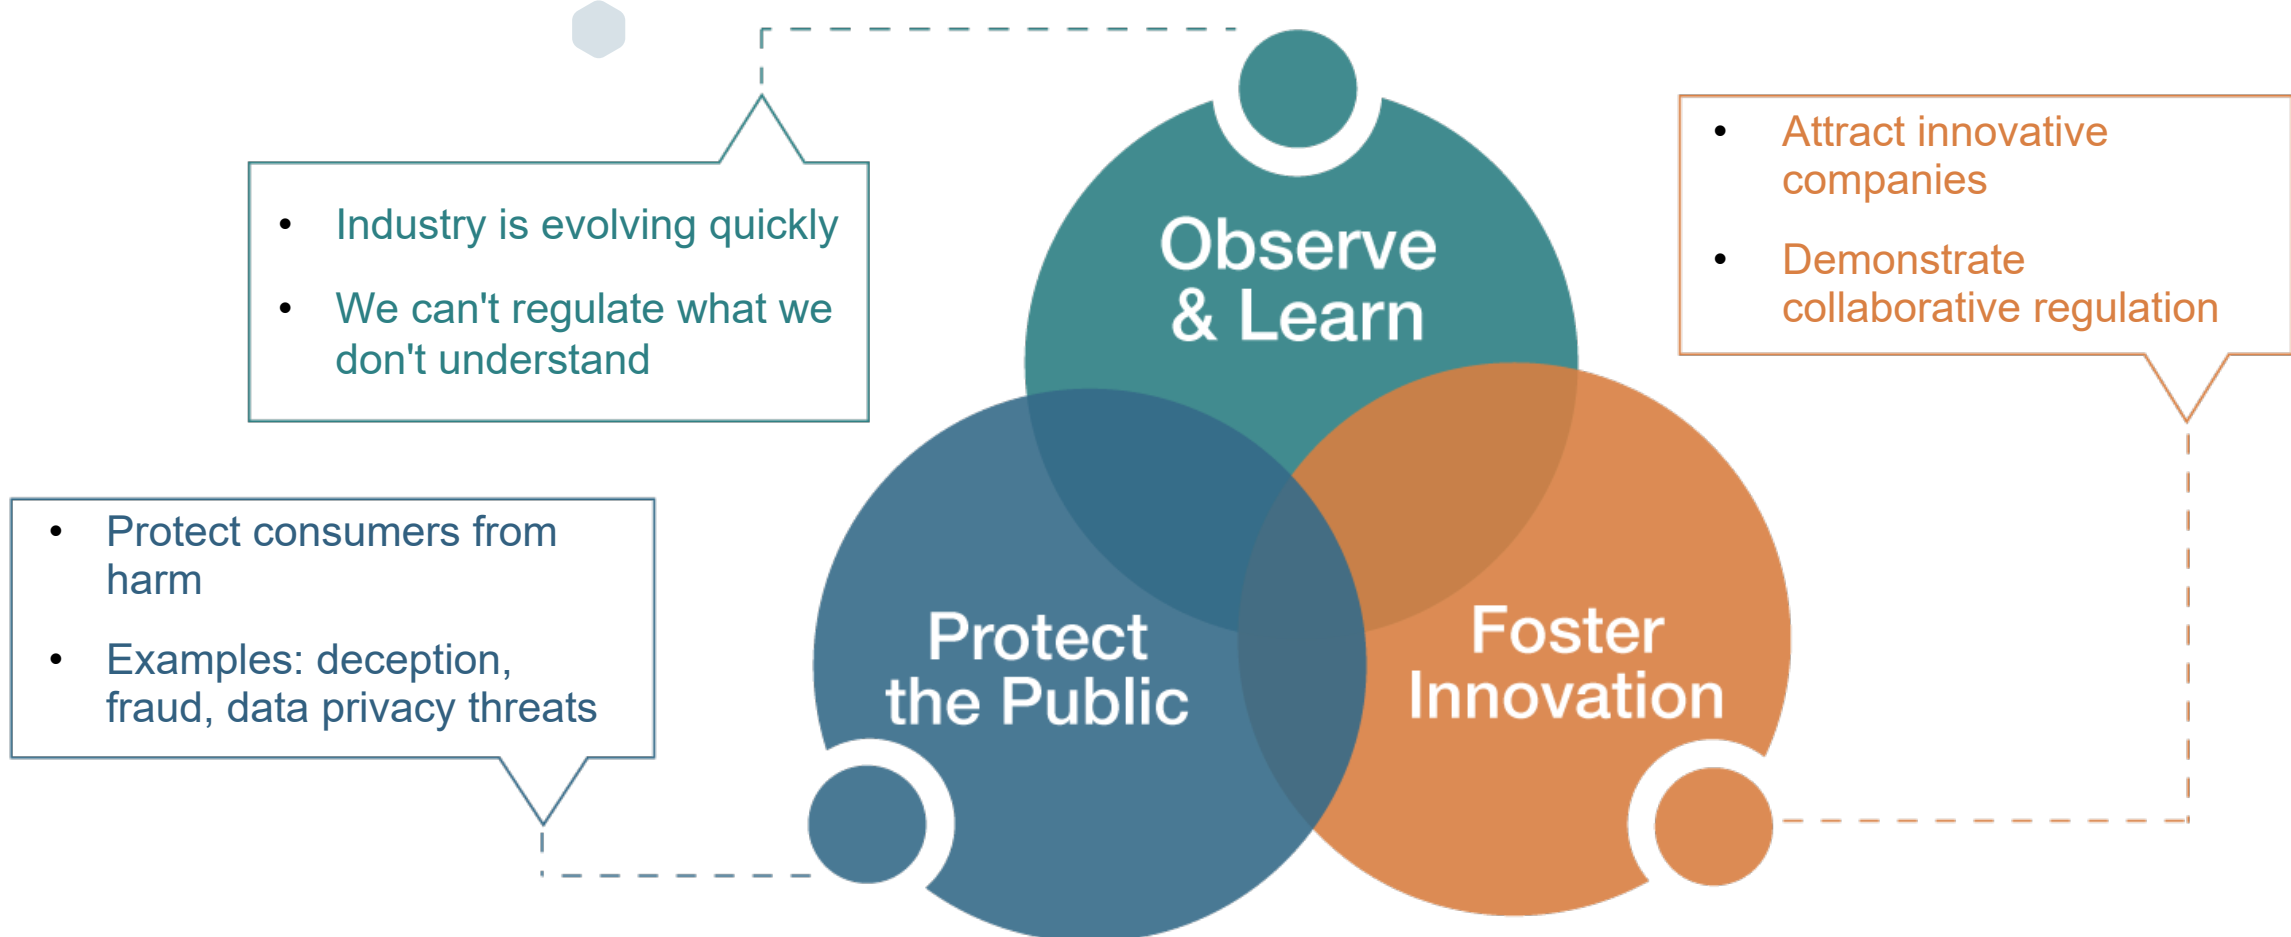 • Industry is evolving quickly
• We can't regulate what we
don't understand
• Attract innovative
companies
• Demonstrate
collaborative regulation
Observe
& Learn
• Protect consumers from
harm
• Examples: deception,
fraud, data privacy threats
Protect
the Public
Foster
Innovation